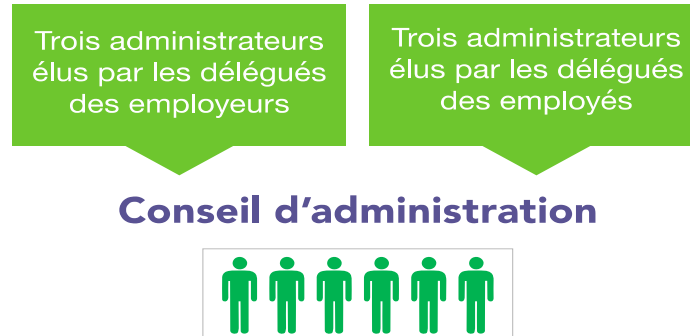 Trois administrateurs
élus par les délégués
des employeurs
Trois administrateurs
élus par les délégués
des employés
Conseil d’administration